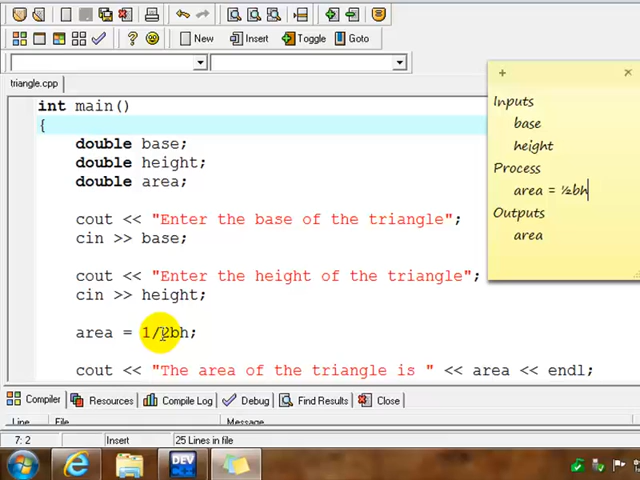 New Insert Toggle Goto
triangle.cpp
int main()
{
double base;
double height;
double area;
cout << "Enter the base of the triangle";
cin >> base;
cout << "Enter the height of the triangle";
cin >> height;
area = 1/2bh;
cout << "The area of the triangle is " << area << endl;
+ ×
Inputs
base
height
Process
area = ½bh
Outputs
area
Compiler Resources Compile Log Debug Find Results Close
Line File Message
7: 2 Insert 25 Lines in file
DEV